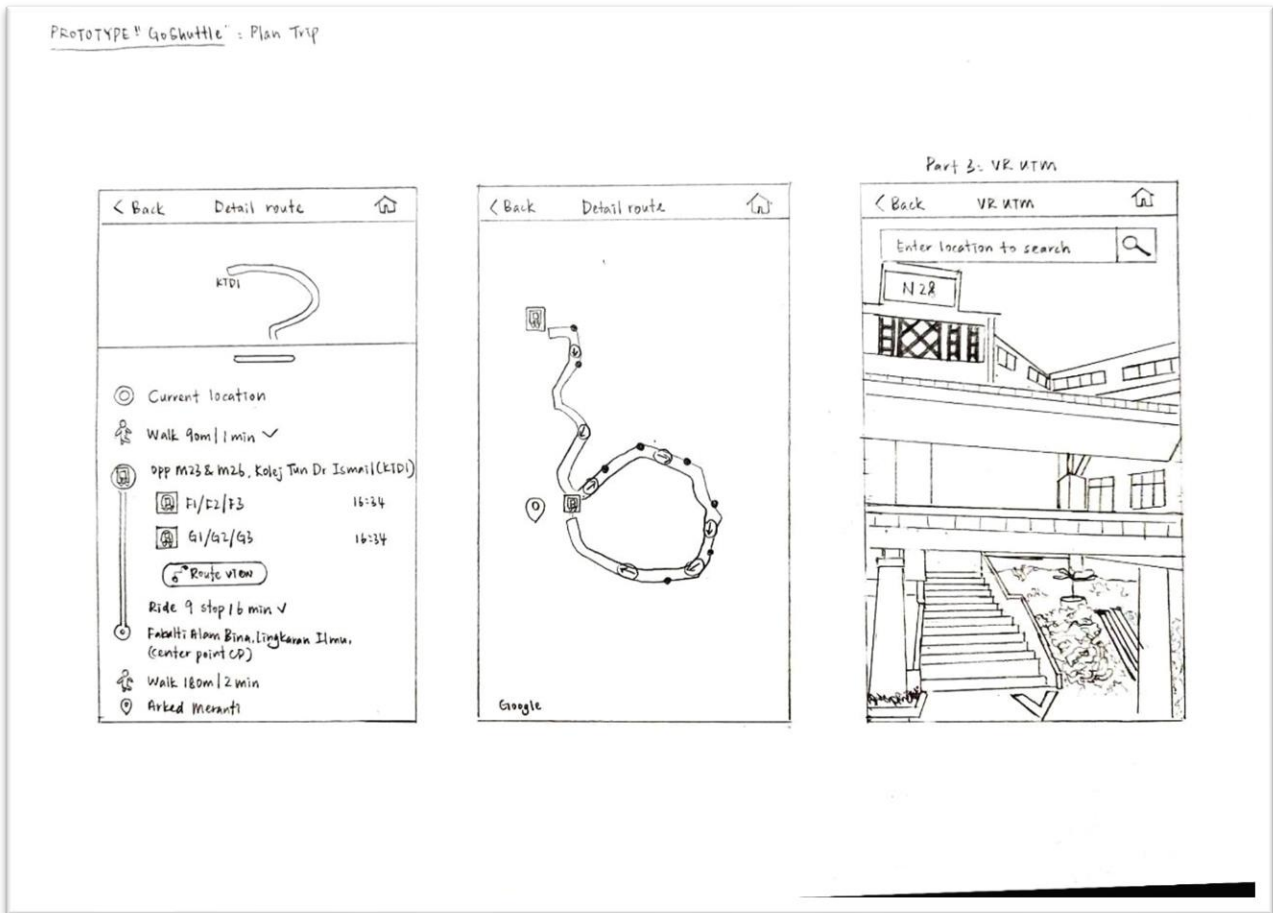 PROTOTYPE "GoShuttle" : Plan Trip
< Back Detail route
KTDI
Current location
Walk 90m | 1 min
opp M23 & M26, Kolej Tun Dr Ismail (KTDI)
F1/F2/F3 16:34
G1/G2/G3 16:34
Route view
Ride 9 stop 16 min
Fakulti Alam Bina, Lingkaran Ilmu,
(center point CP)
Walk 180m | 2 min
Arked Meranti
< Back Detail route
Google
Part 3: VR UTM
< Back VR UTM
Enter location to search
N28